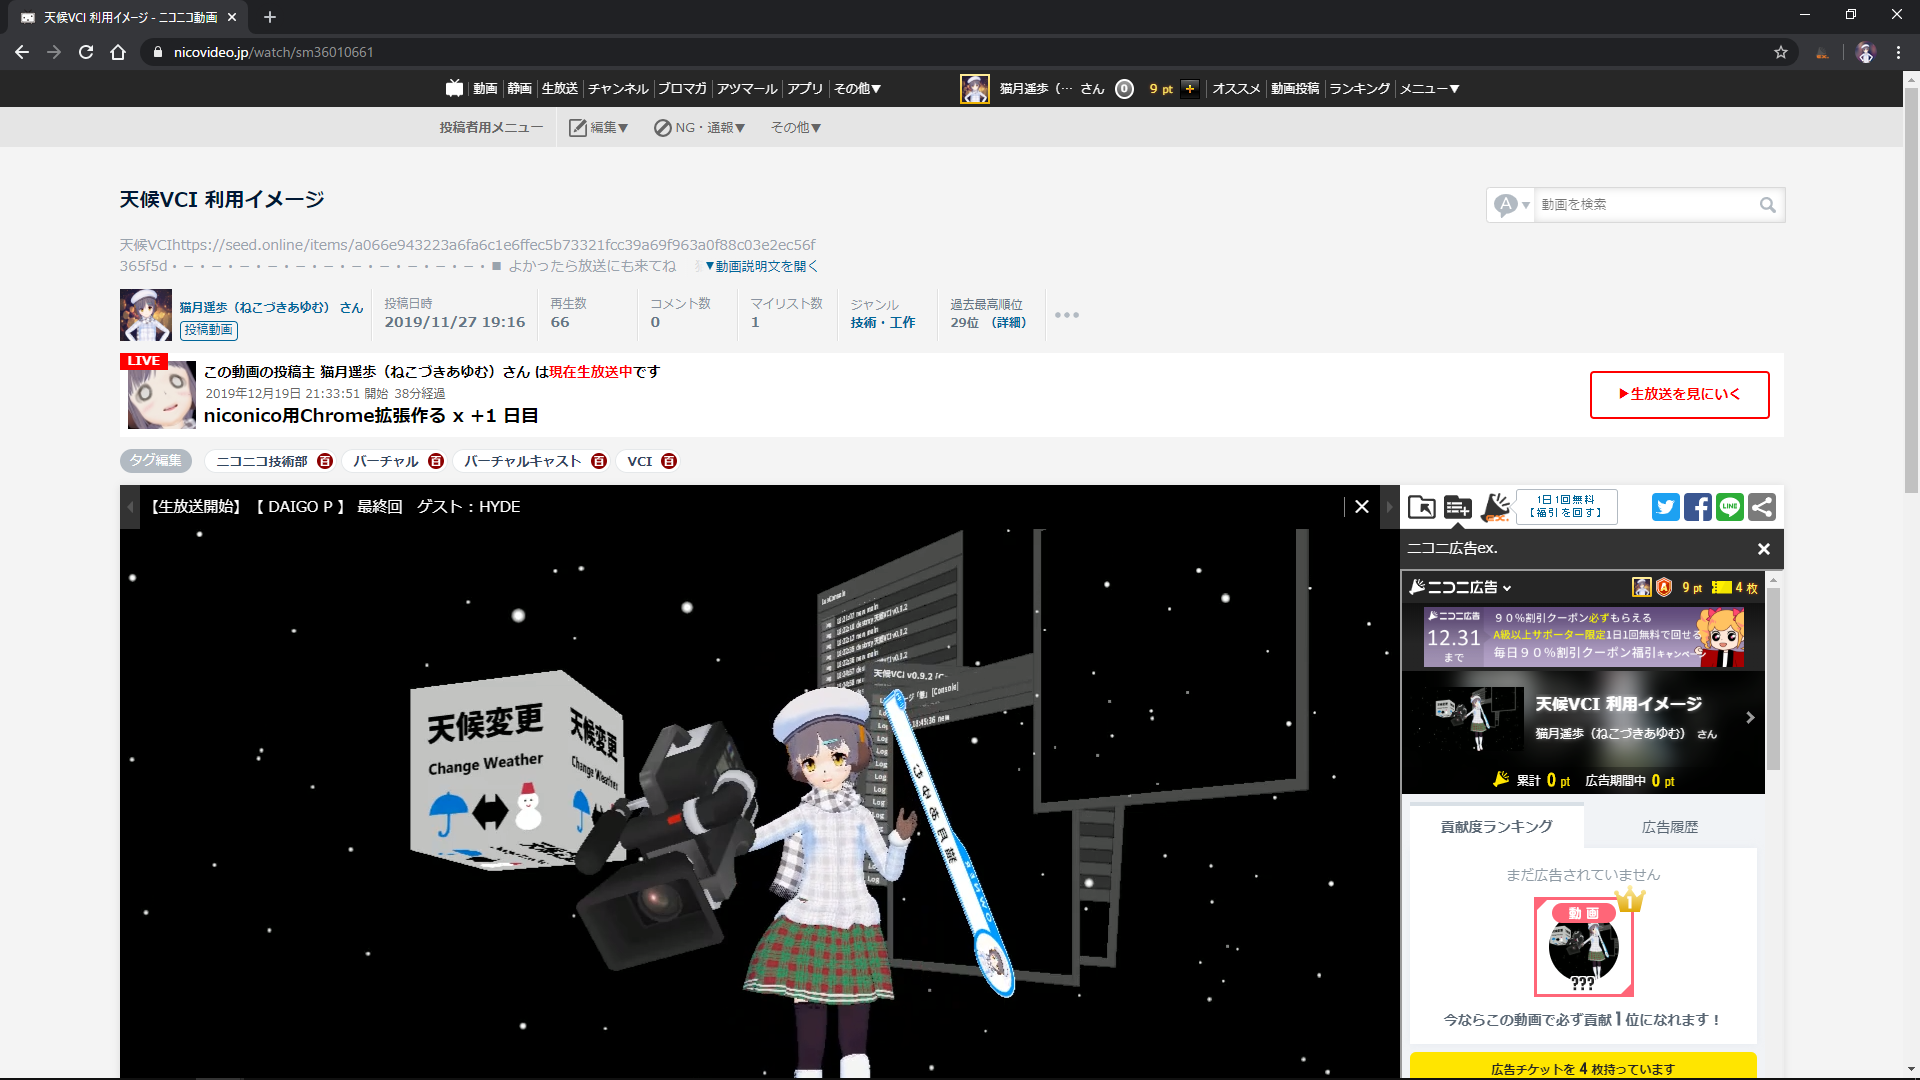 天候VCI 利用イメージ - ニコニコ動画
nicovideo.jp/watch/sm36010661
動画 静画 生放送 チャンネル ブロマガ アツマール アプリ その他▼
猫月遥歩（… さん 0 9 pt + オススメ 動画投稿 ランキング メニュー▼
投稿者用メニュー 編集▼ NG・通報▼ その他▼
天候VCI 利用イメージ
A ▼ 動画を検索
天候VCIhttps://seed.online/items/a066e943223a6fa6c1e6ffec5b73321fcc39a69f963a0f88c03e2ec56f
365f5d・－・－・－・－・－・－・－・－・－・－・－・■ よかったら放送にも来てね ▼動画説明文を開く
猫月遥歩（ねこづきあゆむ） さん
投稿動画
投稿日時
2019/11/27 19:16
再生数
66
コメント数
0
マイリスト数
1
ジャンル
技術・工作
過去最高順位
29位 （詳細）
LIVE
この動画の投稿主 猫月遥歩（ねこづきあゆむ）さん は現在生放送中です
2019年12月19日 21:33:51 開始 38分経過
niconico用Chrome拡張作る x +1 日目
▶生放送を見にいく
タグ編集 ニコニコ技術部 百 バーチャル 百 バーチャルキャスト 百 VCI 百
【生放送開始】【 DAIGO P 】 最終回 ゲスト：HYDE
ex.
1日1回無料
【福引を回す】
LINE
天候変更
Change Weather
天候変更
Change Weather
天候VCI v0.9.2
Log
Log
Log
Log
Log
Log
ニコニ広告ex.
ニコニ広告 A 9 pt 4 枚
ニコニ広告
12.31
まで
９０％割引クーポン必ずもらえる
A級以上サポーター限定1日1回無料で回せる
毎日９０％割引クーポン福引キャンペーン
天候VCI 利用イメージ
猫月遥歩（ねこづきあゆむ） さん
累計 0 pt 広告期間中 0 pt
貢献度ランキング 広告履歴
まだ広告されていません
1
動画
???
今ならこの動画で必ず貢献1位になれます！
広告チケットを 4 枚持っています